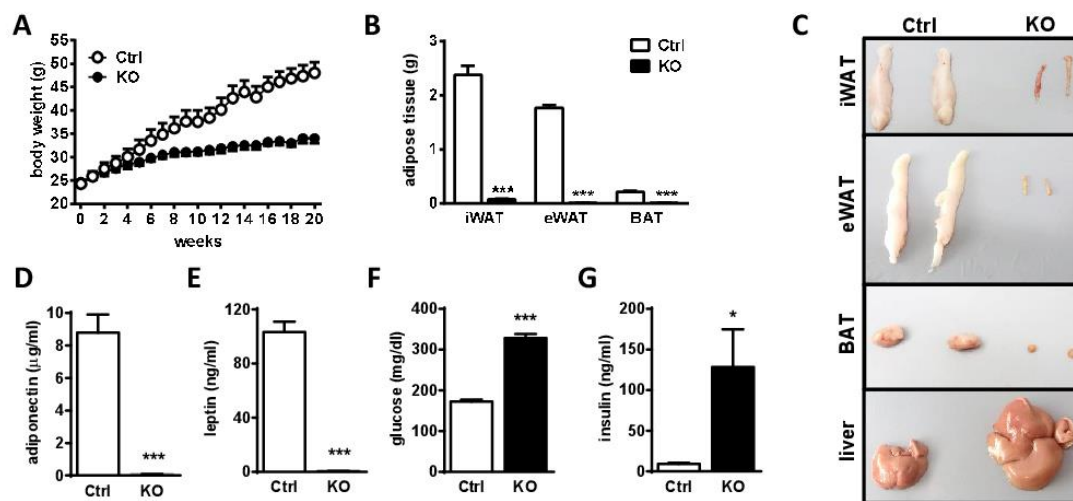 A
body weight (g)
55
50
45
40
35
30
25
20
Ctrl
KO
0 2 4 6 8 10 12 14 16 18 20
weeks
B
adipose tissue (g)
3
2
1
0
Ctrl
KO
***
***
***
iWAT eWAT BAT
C
Ctrl KO
iWAT
eWAT
BAT
liver
D
adiponectin (μg/ml)
10
8
6
4
2
0
***
Ctrl KO
E
leptin (ng/ml)
120
80
40
0
***
Ctrl KO
F
glucose (mg/dl)
400
300
200
100
0
***
Ctrl KO
G
insulin (ng/ml)
200
150
100
50
0
*
Ctrl KO